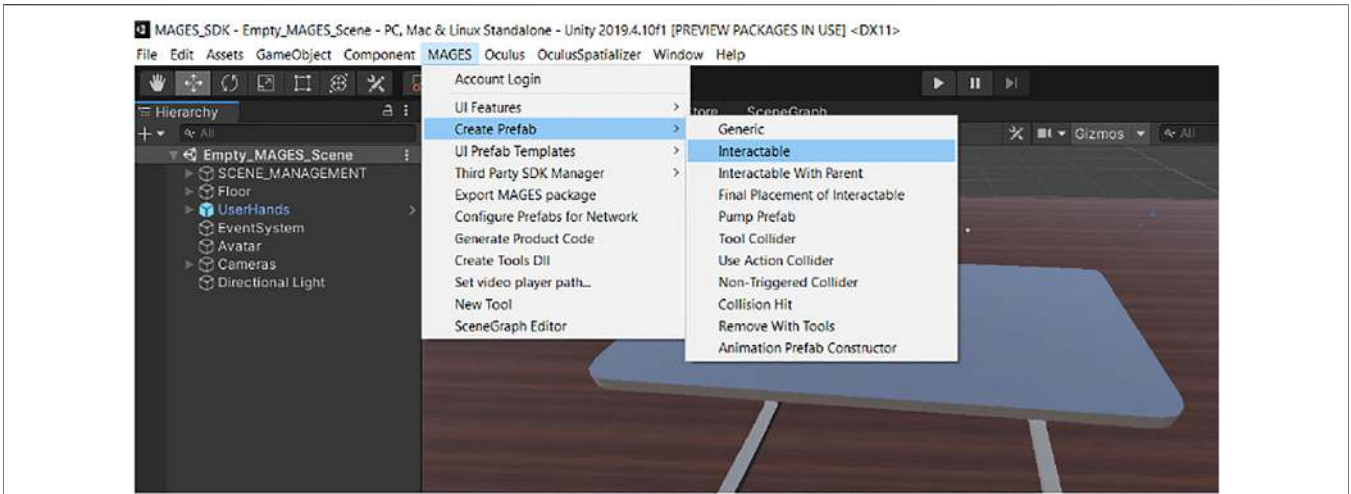 MAGES_SDK - Empty_MAGES_Scene - PC, Mac & Linux Standalone - Unity 2019.4.10f1 [PREVIEW PACKAGES IN USE] <DX11>
File Edit Assets GameObject Component MAGES Oculus OculusSpatializer Window Help
Hierarchy
All
Empty_MAGES_Scene
SCENE_MANAGEMENT
Floor
UserHands
EventSystem
Avatar
Cameras
Directional Light
Account Login
UI Features
Create Prefab
UI Prefab Templates
Third Party SDK Manager
Export MAGES package
Configure Prefabs for Network
Generate Product Code
Create Tools Dll
Set video player path...
New Tool
SceneGraph Editor
tore SceneGraph
Gizmos All
Generic
Interactable
Interactable With Parent
Final Placement of Interactable
Pump Prefab
Tool Collider
Use Action Collider
Non-Triggered Collider
Collision Hit
Remove With Tools
Animation Prefab Constructor